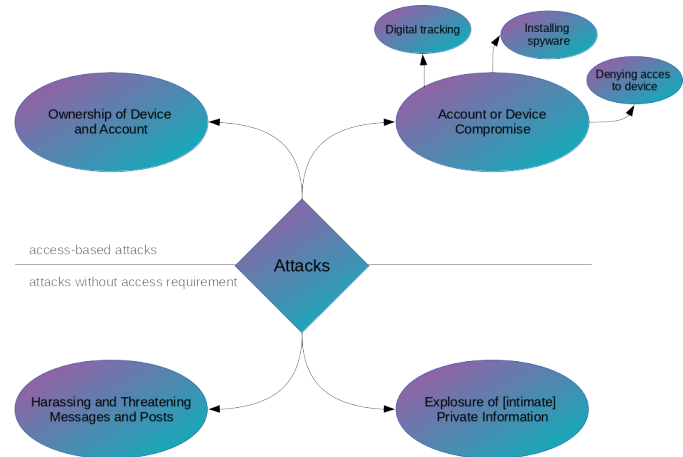 Digital tracking
Installing
spyware
Denying acces
to device
Ownership of Device
and Account
Account or Device
Compromise
access-based attacks
Attacks
attacks without access requirement
Harassing and Threatening
Messages and Posts
Explosure of [intimate]
Private Information